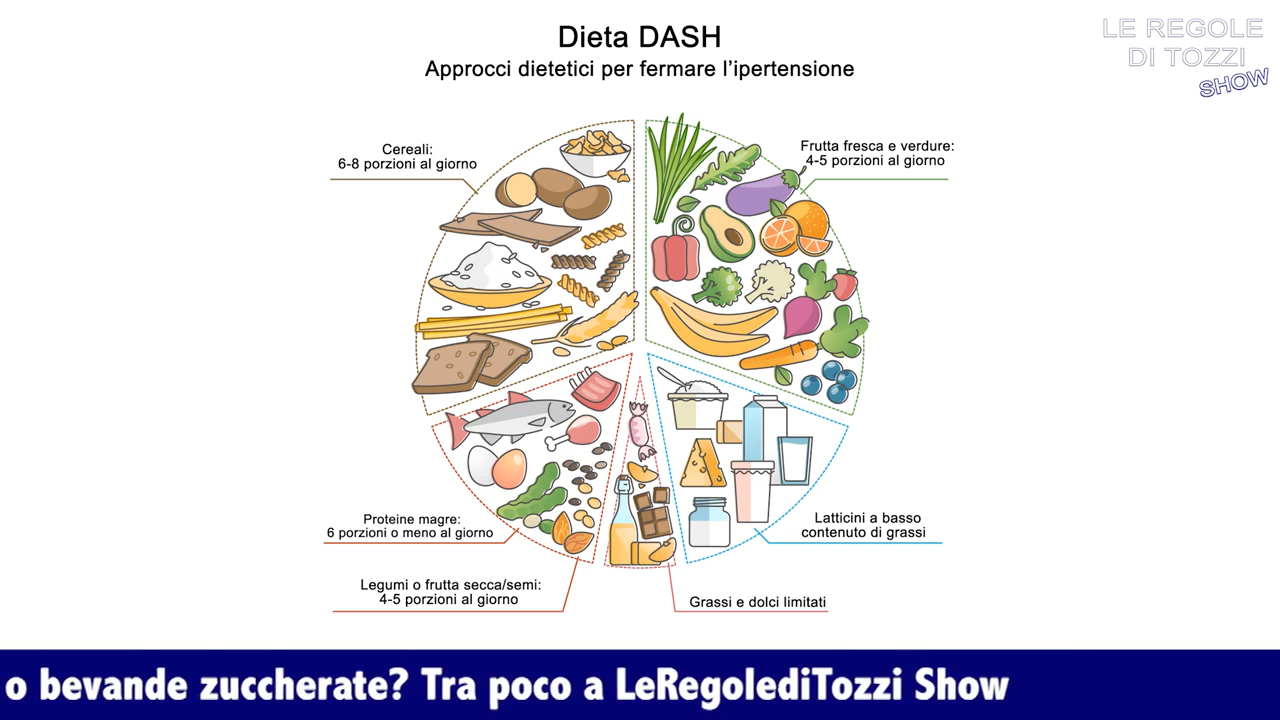 Dieta DASH
Approcci dietetici per fermare l'ipertensione
LE REGOLE
DI TOZZI
SHOW
Cereali:
6-8 porzioni al giorno
Frutta fresca e verdure:
4-5 porzioni al giorno
Proteine magre:
6 porzioni o meno al giorno
Latticini a basso
contenuto di grassi
Legumi o frutta secca/semi:
4-5 porzioni al giorno
Grassi e dolci limitati
o bevande zuccherate? Tra poco a LeRegolediTozzi Show